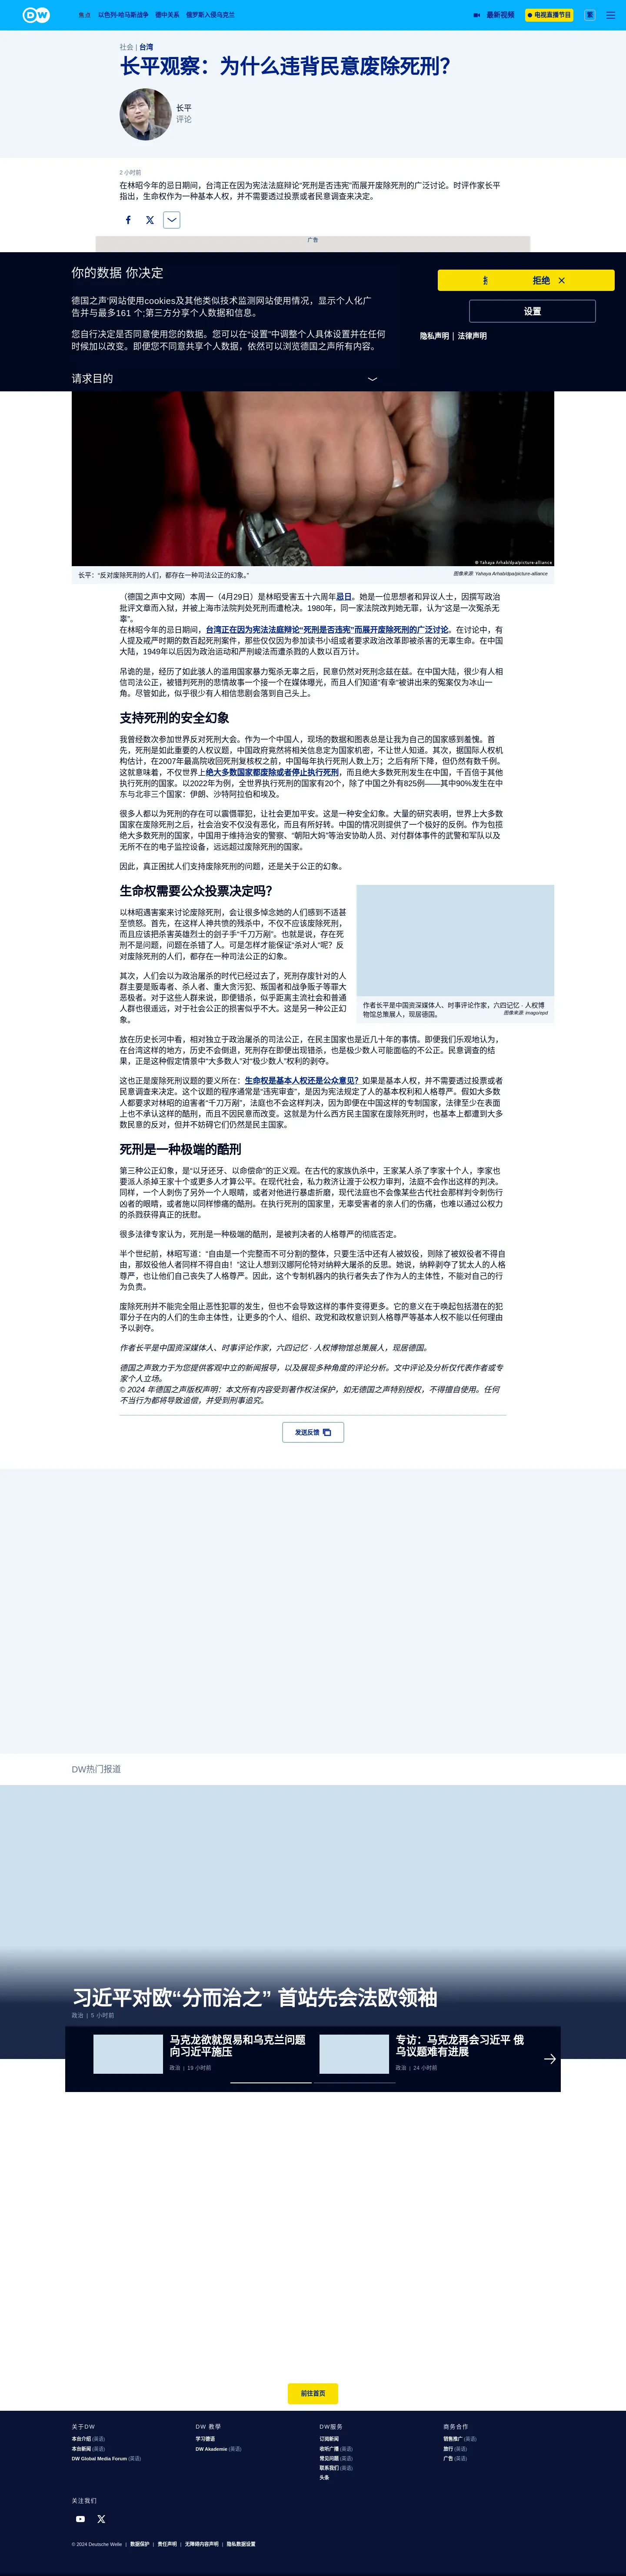 DW
焦点
以色列-哈马斯战争
德中关系
俄罗斯入侵乌克兰
最新视频
电视直播节目
繁
社会 | 台湾
长平观察：为什么违背民意废除死刑？
长平
评论
2 小时前
在林昭今年的忌日期间，台湾正在因为宪法法庭辩论"死刑是否违宪"而展开废除死刑的广泛讨论。时评作家长平
指出，生命权作为一种基本人权，并不需要透过投票或者民意调查来决定。
广告
你的数据 你决定
德国之声'网站使用cookies及其他类似技术监测网站使用情况，显示个人化广
告并与最多161 个;第三方分享个人数据和信息。
您自行决定是否同意使用您的数据。您可以在"设置"中调整个人具体设置并在任何
时候加以改变。即便您不同意共享个人数据，依然可以浏览德国之声所有内容。
请求目的
拒绝
设置
隐私声明 | 法律声明
© Yahaya Arhab/dpa/picture-alliance
长平："反对废除死刑的人们，都存在一种司法公正的幻象。"
图像来源: Yahaya Arhab/dpa/picture-alliance
（德国之声中文网）本周一（4月29日）是林昭受害五十六周年忌日。她是一位思想者和异议人士，因撰写政治
批评文章而入狱，并被上海市法院判处死刑而遭枪决。1980年，同一家法院改判她无罪，认为"这是一次冤杀无
辜"。
在林昭今年的忌日期间，台湾正在因为宪法法庭辩论"死刑是否违宪"而展开废除死刑的广泛讨论。在讨论中，有
人提及戒严时期的数百起死刑案件，那些仅仅因为参加读书小组或者要求政治改革即被杀害的无辜生命。在中国
大陆，1949年以后因为政治运动和严刑峻法而遭杀戮的人数以百万计。
吊诡的是，经历了如此骇人的滥用国家暴力冤杀无辜之后，民意仍然对死刑念兹在兹。在中国大陆，很少有人相
信司法公正，被错判死刑的悲情故事一个接一个在媒体曝光，而且人们知道"有幸"被讲出来的冤案仅为冰山一
角。尽管如此，似乎很少有人相信悲剧会落到自己头上。
支持死刑的安全幻象
我曾经数次参加世界反对死刑大会。作为一个中国人，现场的数据和图表总是让我为自己的国家感到羞愧。首
先，死刑是如此重要的人权议题，中国政府竟然将相关信息定为国家机密，不让世人知道。其次，据国际人权机
构估计，在2007年最高院收回死刑复核权之前，中国每年执行死刑人数上万；之后有所下降，但仍然有数千例。
这就意味着，不仅世界上绝大多数国家都废除或者停止执行死刑，而且绝大多数死刑发生在中国，千百倍于其他
执行死刑的国家。以2022年为例，全世界执行死刑的国家有20个，除了中国之外有825例——其中90%发生在中
东与北非三个国家：伊朗、沙特阿拉伯和埃及。
很多人都以为死刑的存在可以震慑罪犯，让社会更加平安。这是一种安全幻象。大量的研究表明，世界上大多数
国家在废除死刑之后，社会治安不仅没有恶化，而且有所好转。中国的情况则提供了一个极好的反例。作为包揽
绝大多数死刑的国家，中国用于维持治安的警察、"朝阳大妈"等治安协助人员、对付群体事件的武警和军队以及
无所不在的电子监控设备，远远超过废除死刑的国家。
因此，真正困扰人们支持废除死刑的问题，还是关于公正的幻象。
生命权需要公众投票决定吗？
以林昭遇害案来讨论废除死刑，会让很多悼念她的人们感到不适甚
至愤怒。首先，在这样人神共愤的残杀中，不仅不应该废除死刑，
而且应该把杀害英雄烈士的刽子手"千刀万剐"。也就是说，存在死
刑不是问题，问题在杀错了人。可是怎样才能保证"杀对人"呢？反
对废除死刑的人们，都存在一种司法公正的幻象。
其次，人们会以为政治屠杀的时代已经过去了，死刑存废针对的人
群主要是贩毒者、杀人者、重大贪污犯、叛国者和战争贩子等罪大
恶极者。对于这些人群来说，即便错杀，似乎距离主流社会和普通
人群也很遥远，对于社会公正的损害似乎不大。这是另一种公正幻
象。
作者长平是中国资深媒体人、时事评论作家，六四记忆 · 人权博
物馆总策展人，现居德国。
图像来源: imago/epd
放在历史长河中看，相对独立于政治屠杀的司法公正，在民主国家也是近几十年的事情。即便我们乐观地认为，
在台湾这样的地方，历史不会倒退，死刑存在即便出现错杀，也是极少数人可能面临的不公正。民意调查的结
果，正是这种假定情景中"大多数人"对"极少数人"权利的剥夺。
这也正是废除死刑议题的要义所在：生命权是基本人权还是公众意见？如果是基本人权，并不需要透过投票或者
民意调查来决定。这个议题的程序通常是"违宪审查"，是因为宪法规定了人的基本权利和人格尊严。假如大多数
人都要求对林昭的迫害者"千刀万剐"，法庭也不会这样判决，因为即便在中国这样的专制国家，法律至少在表面
上也不承认这样的酷刑，而且不因民意而改变。这就是为什么西方民主国家在废除死刑时，也基本上都遭到大多
数民意的反对，但并不妨碍它们仍然是民主国家。
死刑是一种极端的酷刑
第三种公正幻象，是"以牙还牙、以命偿命"的正义观。在古代的家族仇杀中，王家某人杀了李家十个人，李家也
要派人杀掉王家十个或更多人才算公平。在现代社会，私力救济让渡于公权力审判，法庭不会作出这样的判决。
同样，一个人刺伤了另外一个人眼睛，或者对他进行暴虐折磨，现代法庭也不会像某些古代社会那样判令刺伤行
凶者的眼睛，或者施以同样惨痛的酷刑。在执行死刑的国家里，无辜受害者的亲人们的伤痛，也难以通过公权力
的杀戮获得真正的抚慰。
很多法律专家认为，死刑是一种极端的酷刑，是被判决者的人格尊严的彻底否定。
半个世纪前，林昭写道："自由是一个完整而不可分割的整体，只要生活中还有人被奴役，则除了被奴役者不得自
由，那奴役他人者同样不得自由！"这让人想到汉娜阿伦特对纳粹大屠杀的反思。她说，纳粹剥夺了犹太人的人格
尊严，也让他们自己丧失了人格尊严。因此，这个专制机器内的执行者失去了作为人的主体性，不能对自己的行
为负责。
废除死刑并不能完全阻止恶性犯罪的发生，但也不会导致这样的事件变得更多。它的意义在于唤起包括潜在的犯
罪分子在内的人们的生命主体性，让更多的个人、组织、政党和政权意识到人格尊严等基本人权不能以任何理由
予以剥夺。
作者长平是中国资深媒体人、时事评论作家，六四记忆 · 人权博物馆总策展人，现居德国。
德国之声致力于为您提供客观中立的新闻报导，以及展现多种角度的评论分析。文中评论及分析仅代表作者或专
家个人立场。
© 2024 年德国之声版权声明：本文所有内容受到著作权法保护，如无德国之声特别授权，不得擅自使用。任何
不当行为都将导致追偿，并受到刑事追究。
发送反馈
DW热门报道
习近平对欧"分而治之" 首站先会法欧领袖
政治 | 5 小时前
马克龙欲就贸易和乌克兰问题
向习近平施压
政治 | 19 小时前
专访：马克龙再会习近平 俄
乌议题难有进展
政治 | 24 小时前
前往首页
关于DW
本台介绍 (英语)
本台新闻 (英语)
DW Global Media Forum (英语)
DW 教学
学习德语
DW Akademie (英语)
DW服务
订阅新闻
收听广播 (英语)
常见问题 (英语)
联系我们 (英语)
头条
商务合作
销售推广 (英语)
旅行 (英语)
广告 (英语)
关注我们
© 2024 Deutsche Welle | 数据保护 | 责任声明 | 无障碍内容声明 | 隐私数据设置